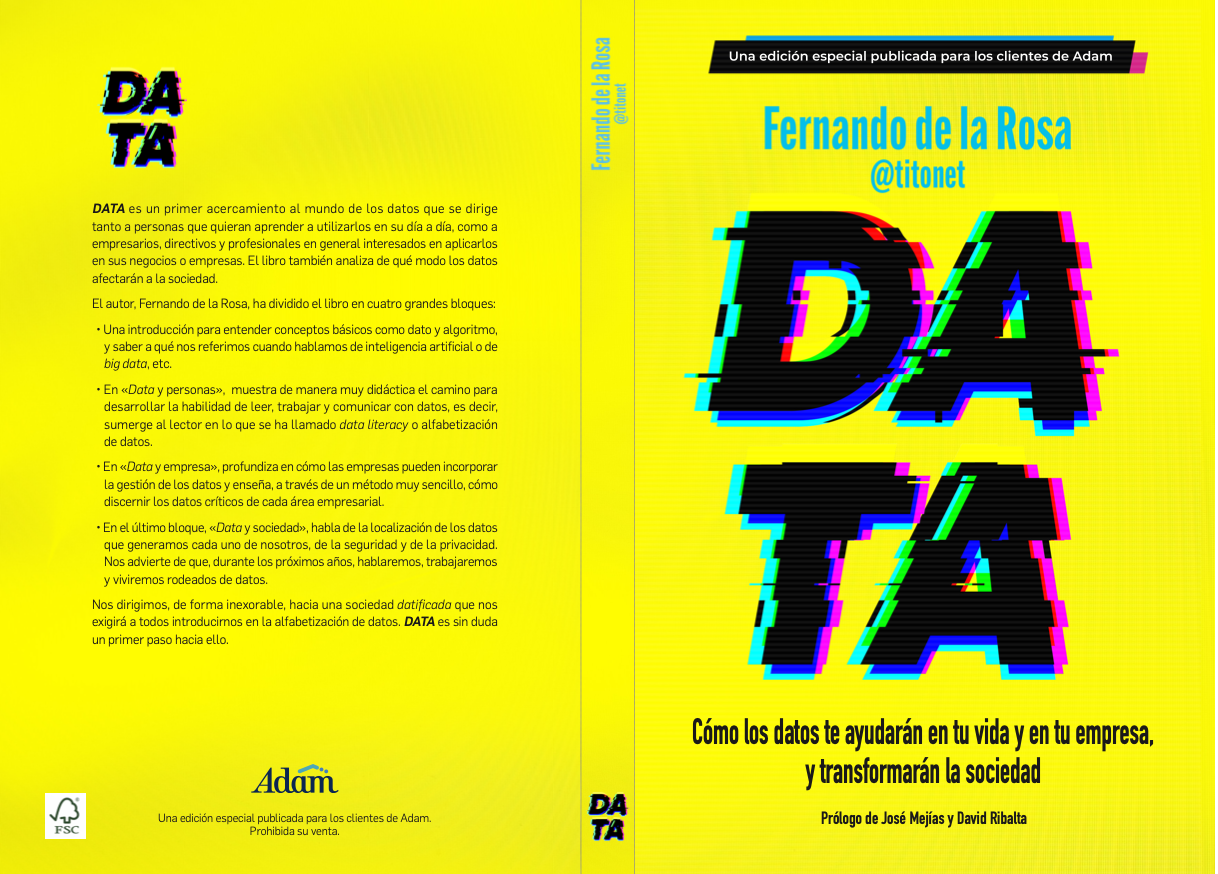 DA
TA
DATA es un primer acercamiento al mundo de los datos que se dirige
tanto a personas que quieran aprender a utilizarlos en su día a día, como a
empresarios, directivos y profesionales en general interesados en aplicarlos
en sus negocios o empresas. El libro también analiza de qué modo los datos
afectarán a la sociedad.
El autor, Fernando de la Rosa, ha dividido el libro en cuatro grandes bloques:
• Una introducción para entender conceptos básicos como dato y algoritmo,
y saber a qué nos referimos cuando hablamos de inteligencia artificial o de
big data, etc.
• En «Data y personas», muestra de manera muy didáctica el camino para
desarrollar la habilidad de leer, trabajar y comunicar con datos, es decir,
sumerge al lector en lo que se ha llamado data literacy o alfabetización
de datos.
• En «Data y empresa», profundiza en cómo las empresas pueden incorporar
la gestión de los datos y enseña, a través de un método muy sencillo, cómo
discernir los datos críticos de cada área empresarial.
• En el último bloque, «Data y sociedad», habla de la localización de los datos
que generamos cada uno de nosotros, de la seguridad y de la privacidad.
Nos advierte de que, durante los próximos años, hablaremos, trabajaremos
y viviremos rodeados de datos.
Nos dirigimos, de forma inexorable, hacia una sociedad datificada que nos
exigirá a todos introducirnos en la alfabetización de datos. DATA es sin duda
un primer paso hacia ello.
Adam
FSC
Una edición especial publicada para los clientes de Adam.
Prohibida su venta.
Fernando de la Rosa
@titonet
DA
TA
Una edición especial publicada para los clientes de Adam
Fernando de la Rosa
@titonet
DA
TA
Cómo los datos te ayudarán en tu vida y en tu empresa,
y transformarán la sociedad
Prólogo de José Mejías y David Ribalta